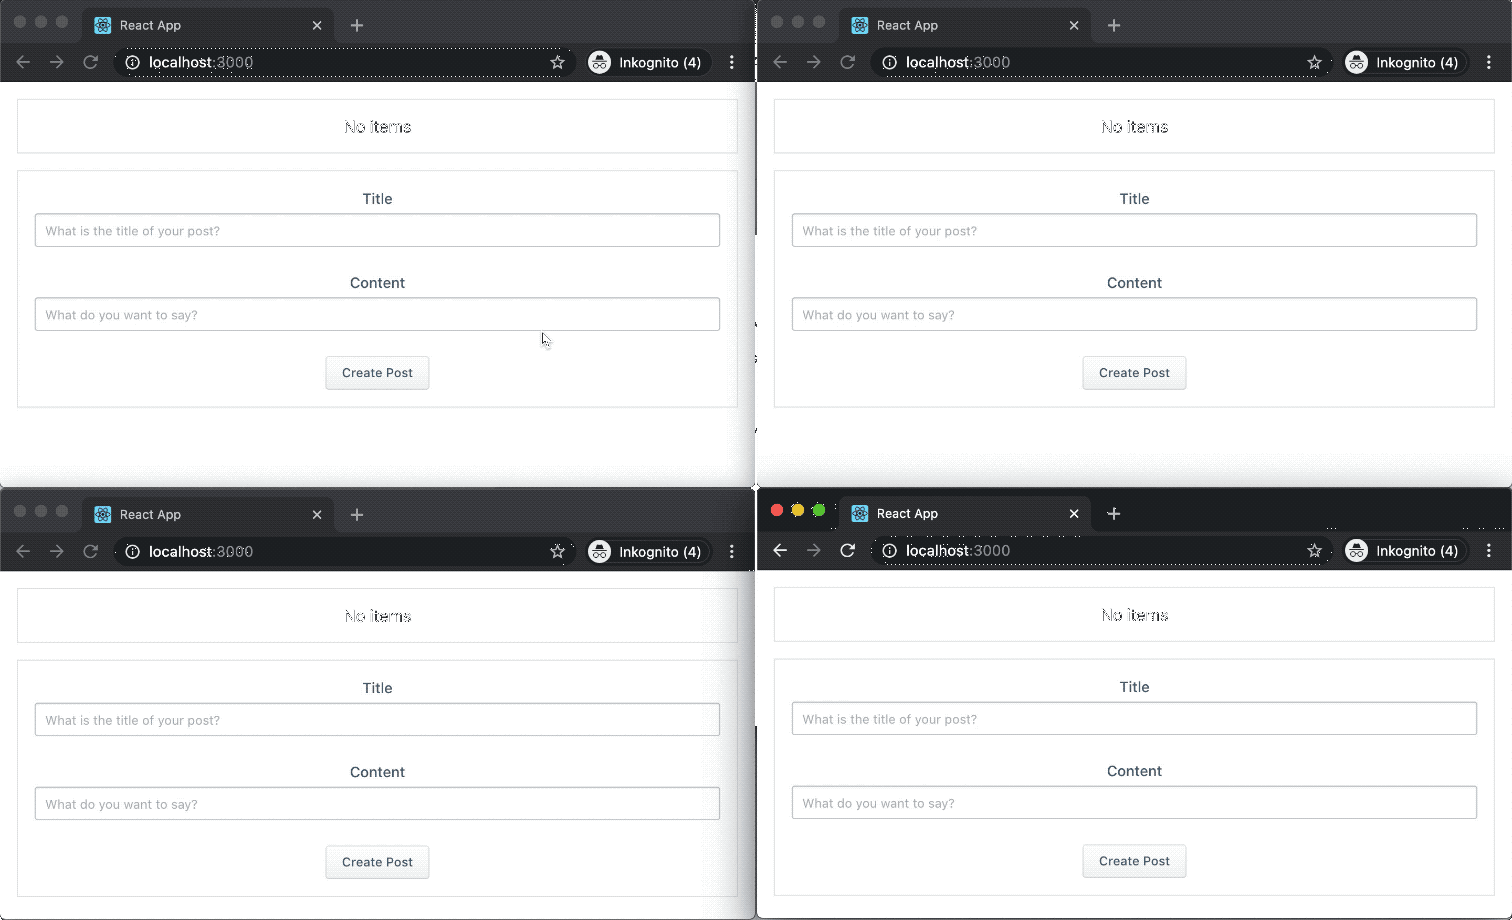 React App
localhost:3000
Inkognito (4)
No items
Title
What is the title of your post?
Content
What do you want to say?
Create Post
React App
localhost:3000
Inkognito (4)
No items
Title
What is the title of your post?
Content
What do you want to say?
Create Post
React App
localhost:3000
Inkognito (4)
No items
Title
What is the title of your post?
Content
What do you want to say?
Create Post
React App
localhost:3000
Inkognito (4)
No items
Title
What is the title of your post?
Content
What do you want to say?
Create Post